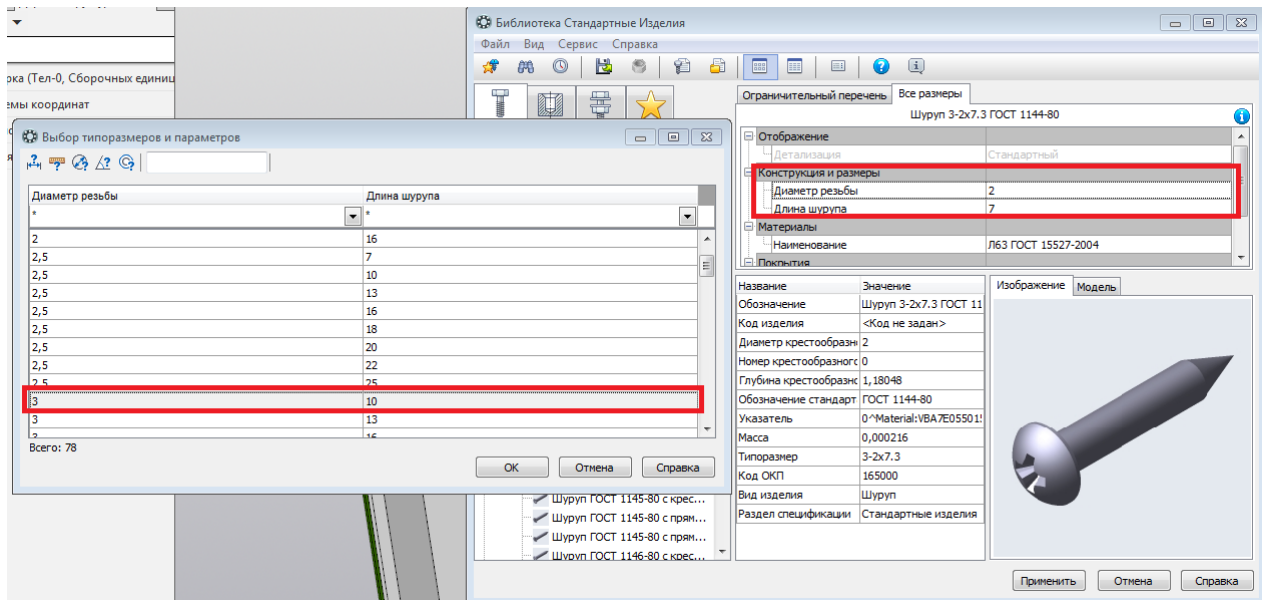 Библиотека Стандартные Изделия
Файл Вид Сервис Справка
(Тел-0, Сборочных единиц
координат
Ограничительный перечень Все размеры
Шуруп 3-2x7.3 ГОСТ 1144-80
Отображение
Детализация Стандартный
Конструкция и размеры
Диаметр резьбы 2
Длина шурупа 7
Материалы
Наименование Л63 ГОСТ 15527-2004
Покрытия
Выбор типоразмеров и параметров
Диаметр резьбы Длина шурупа
* *
2 16
2,5 7
2,5 10
2,5 13
2,5 16
2,5 18
2,5 20
2,5 22
2,5 25
3 10
3 13
3 16
Всего: 78
ОК Отмена Справка
Название Значение
Обозначение Шуруп 3-2x7.3 ГОСТ 11
Код изделия <Код не задан>
Диаметр крестообразн 2
Номер крестообразного 0
Глубина крестообразнс 1,18048
Обозначение стандарт ГОСТ 1144-80
Указатель 0^Material:VBA7E05501
Масса 0,000216
Типоразмер 3-2x7.3
Код ОКП 165000
Вид изделия Шуруп
Раздел спецификации Стандартные изделия
Изображение Модель
Шуруп ГОСТ 1145-80 с крес...
Шуруп ГОСТ 1145-80 с прям...
Шуруп ГОСТ 1145-80 с прям...
Шуруп ГОСТ 1146-80 с крес...
Применить Отмена Справка